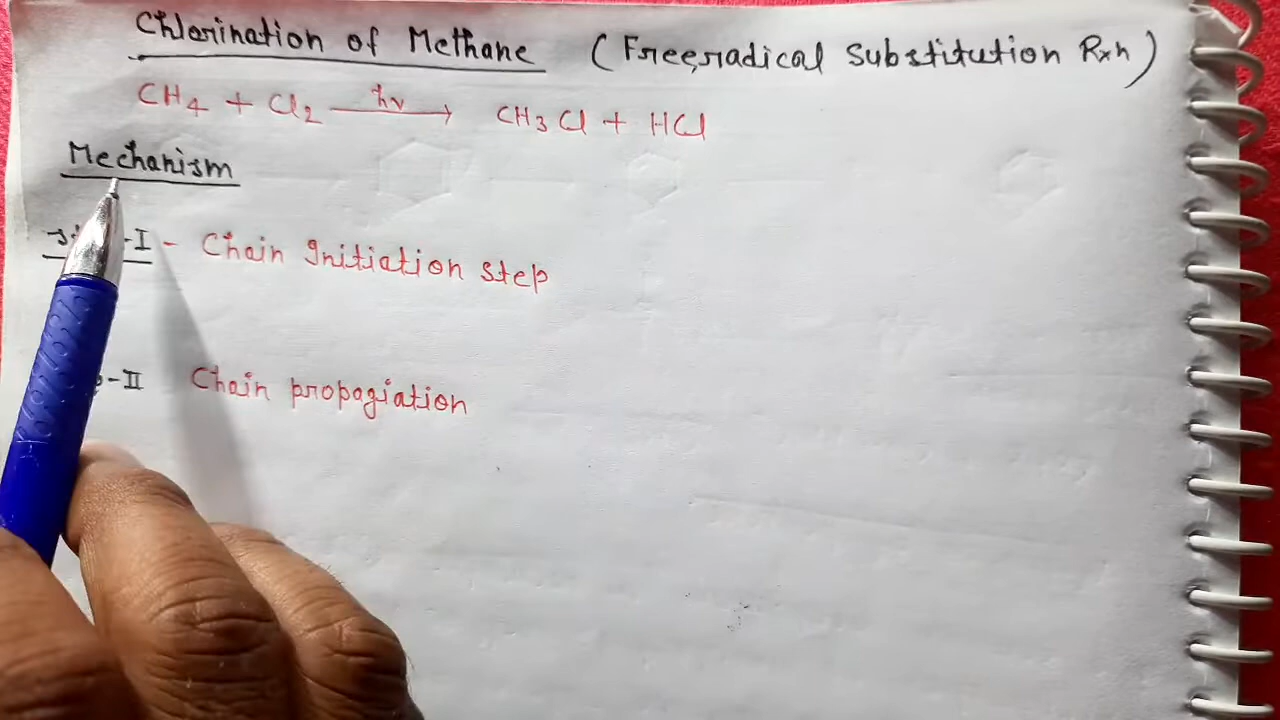 Chlorination of Methane (Freeradical Substitution Rxn)
CH4 + Cl2 hν → CH3Cl + HCl
Mechanism
-I - Chain Initiation Step
-II Chain propagiation